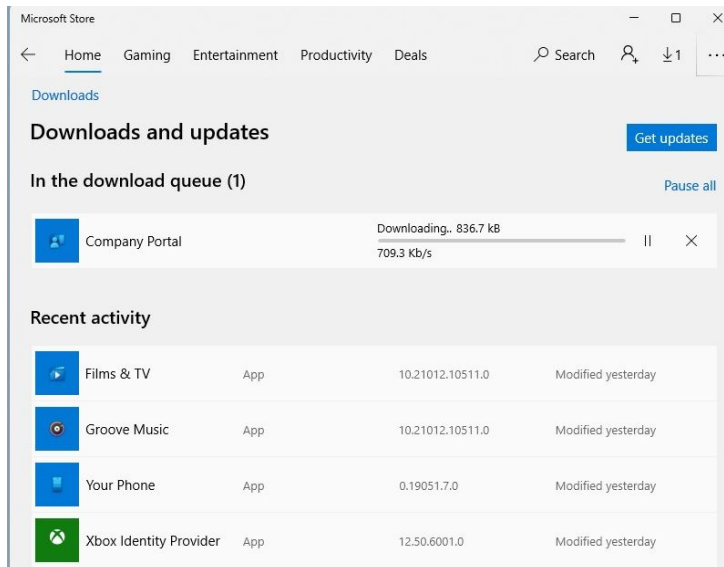 Microsoft Store
Home Gaming Entertainment Productivity Deals Search 1
Downloads
Downloads and updates
Get updates
In the download queue (1)
Pause all
Company Portal
Downloading.. 836.7 kB
709.3 Kb/s
Recent activity
Films & TV App 10.21012.10511.0 Modified yesterday
Groove Music App 10.21012.10511.0 Modified yesterday
Your Phone App 0.19051.7.0 Modified yesterday
Xbox Identity Provider App 12.50.6001.0 Modified yesterday